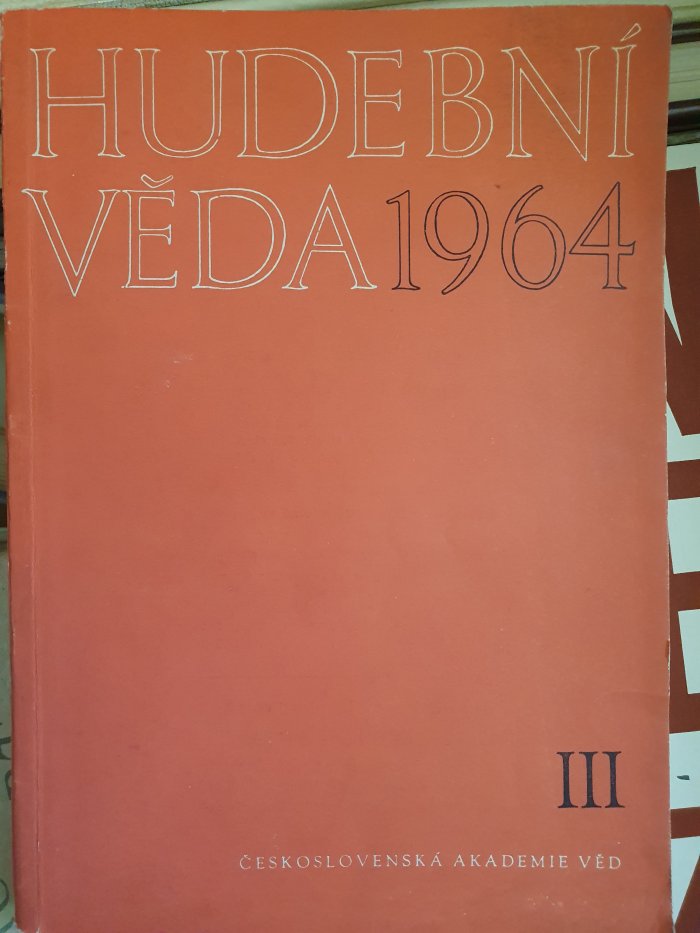 HUDEBNÍ
VĚDA 1964
III
ČESKOSLOVENSKÁ AKADEMIE VĚD